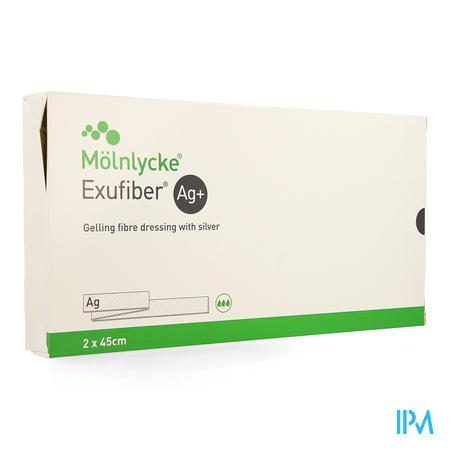 Mölnlycke®
Exufiber® Ag+
Gelling fibre dressing with silver
Ag
2 x 45cm
IPM